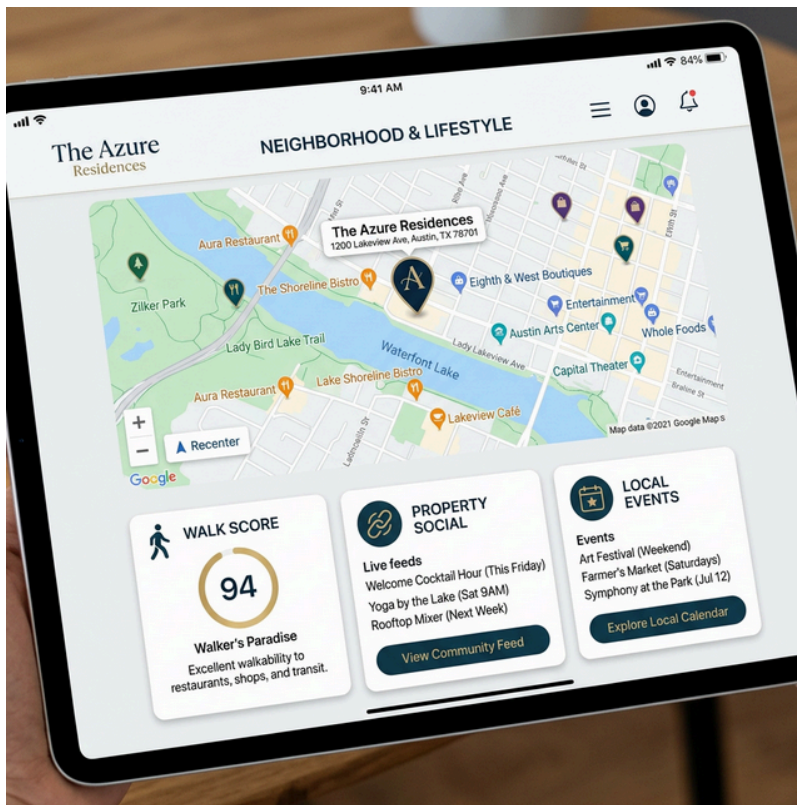 9:41 AM
84%
The Azure
Residences
NEIGHBORHOOD & LIFESTYLE
Aura Restaurant
The Azure Residences
1200 Lakeview Ave, Austin, TX 78701
The Shoreline Bistro
A
Eighth & West Boutiques
Zilker Park
Entertainment
Austin Arts Center
Whole Foods
Lady Bird Lake Trail
Waterfont Lake
Lady Lakeview Ave
Capital Theater
Aura Restaurant
Lake Shoreline Bistro
Entertainment
Braline St
Lakeview Café
+
−
Recenter
Google
Map data ©2021 Google Map s
WALK SCORE
94
Walker's Paradise
Excellent walkability to
restaurants, shops, and transit.
PROPERTY
SOCIAL
Live feeds
Welcome Cocktail Hour (This Friday)
Yoga by the Lake (Sat 9AM)
Rooftop Mixer (Next Week)
View Community Feed
LOCAL
EVENTS
Events
Art Festival (Weekend)
Farmer's Market (Saturdays)
Symphony at the Park (Jul 12)
Explore Local Calendar